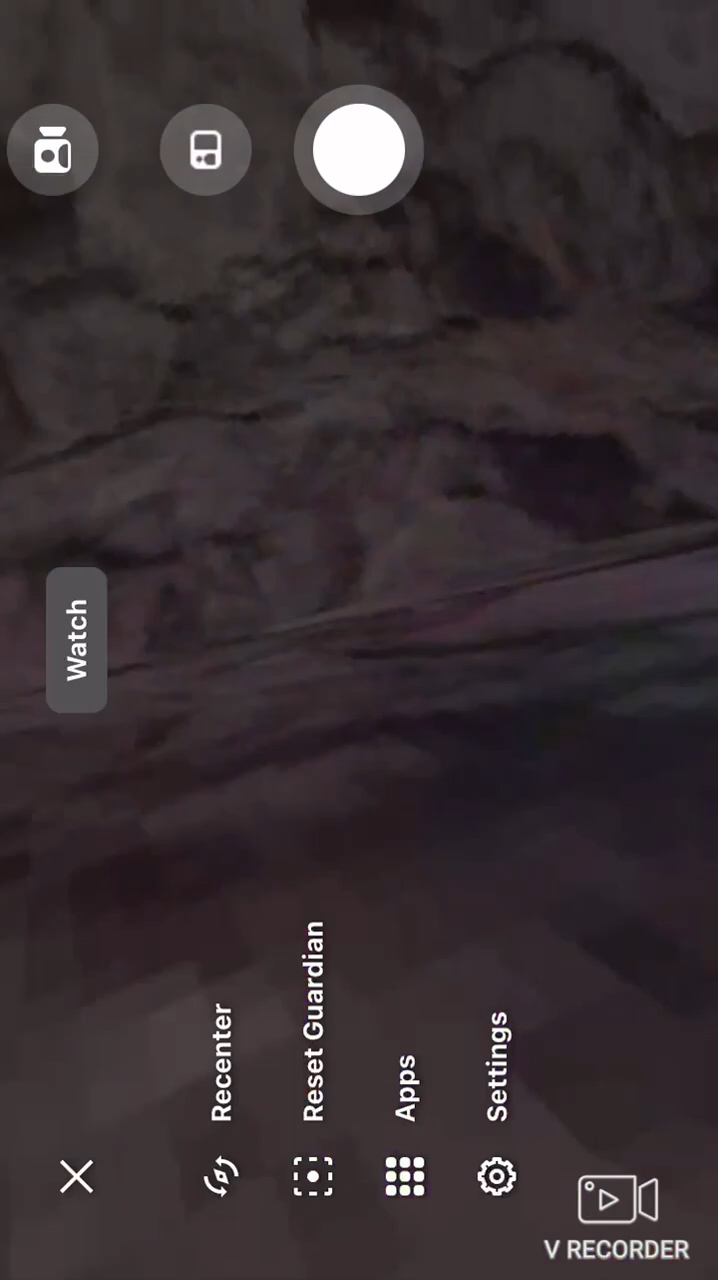 Watch
Recenter
Reset Guardian
Apps
Settings
V RECORDER